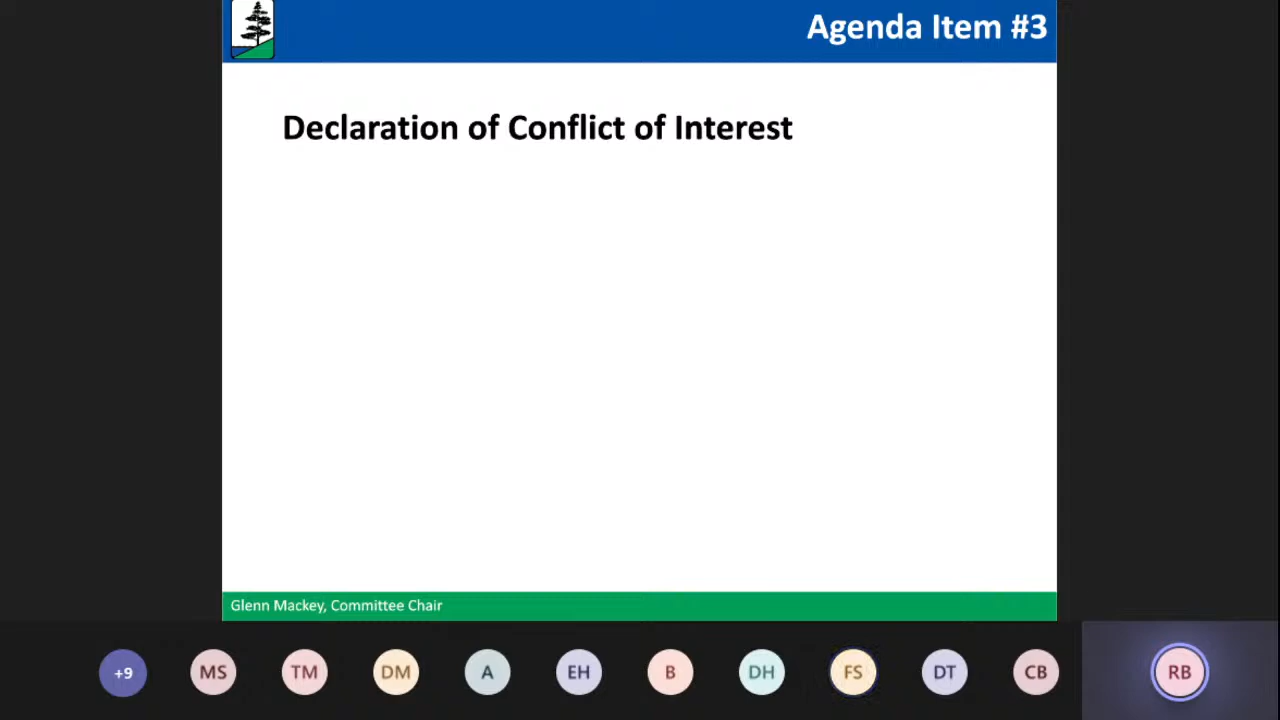 Agenda Item #3
Declaration of Conflict of Interest
Glenn Mackey, Committee Chair
+9 MS TM DM A EH B DH FS DT CB RB